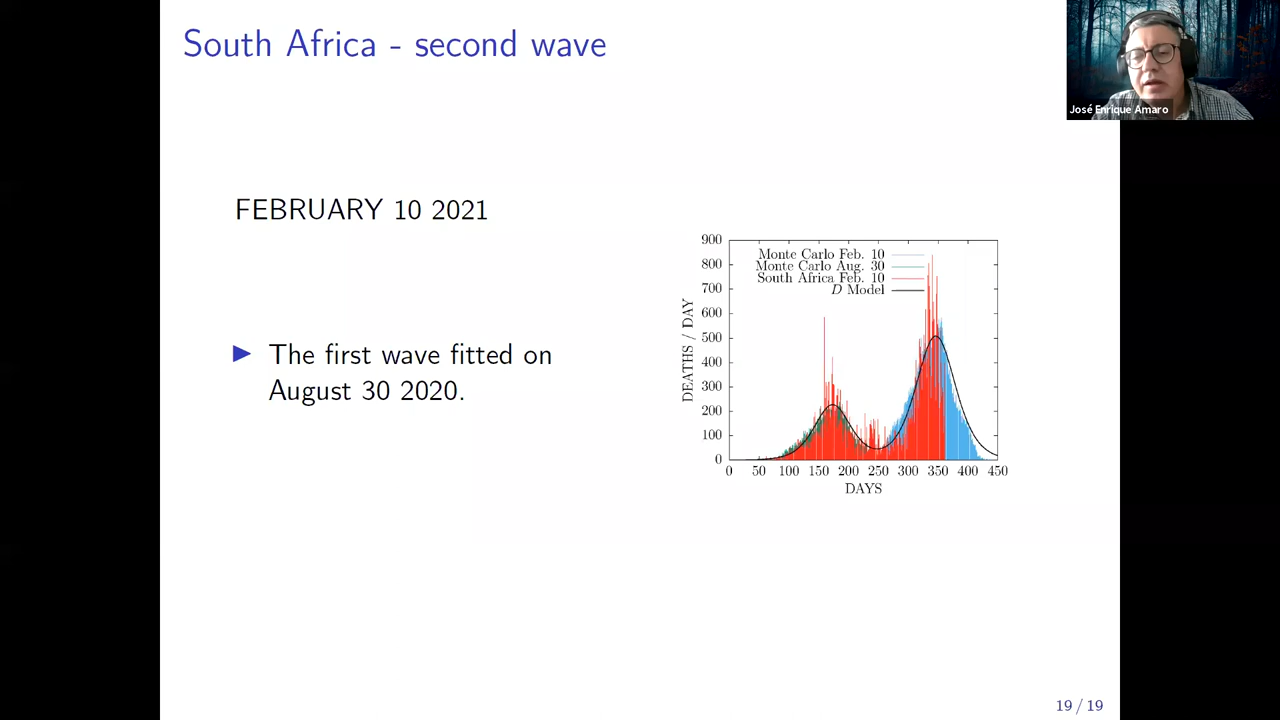 South Africa - second wave
José Enrique Amaro
FEBRUARY 10 2021
▶ The first wave fitted on
August 30 2020.
900
800
700
600
500
400
300
200
100
0
DEATHS / DAY
Monte Carlo Feb. 10
Monte Carlo Aug. 30
South Africa Feb. 10
D Model
0 50 100 150 200 250 300 350 400 450
DAYS
19 / 19